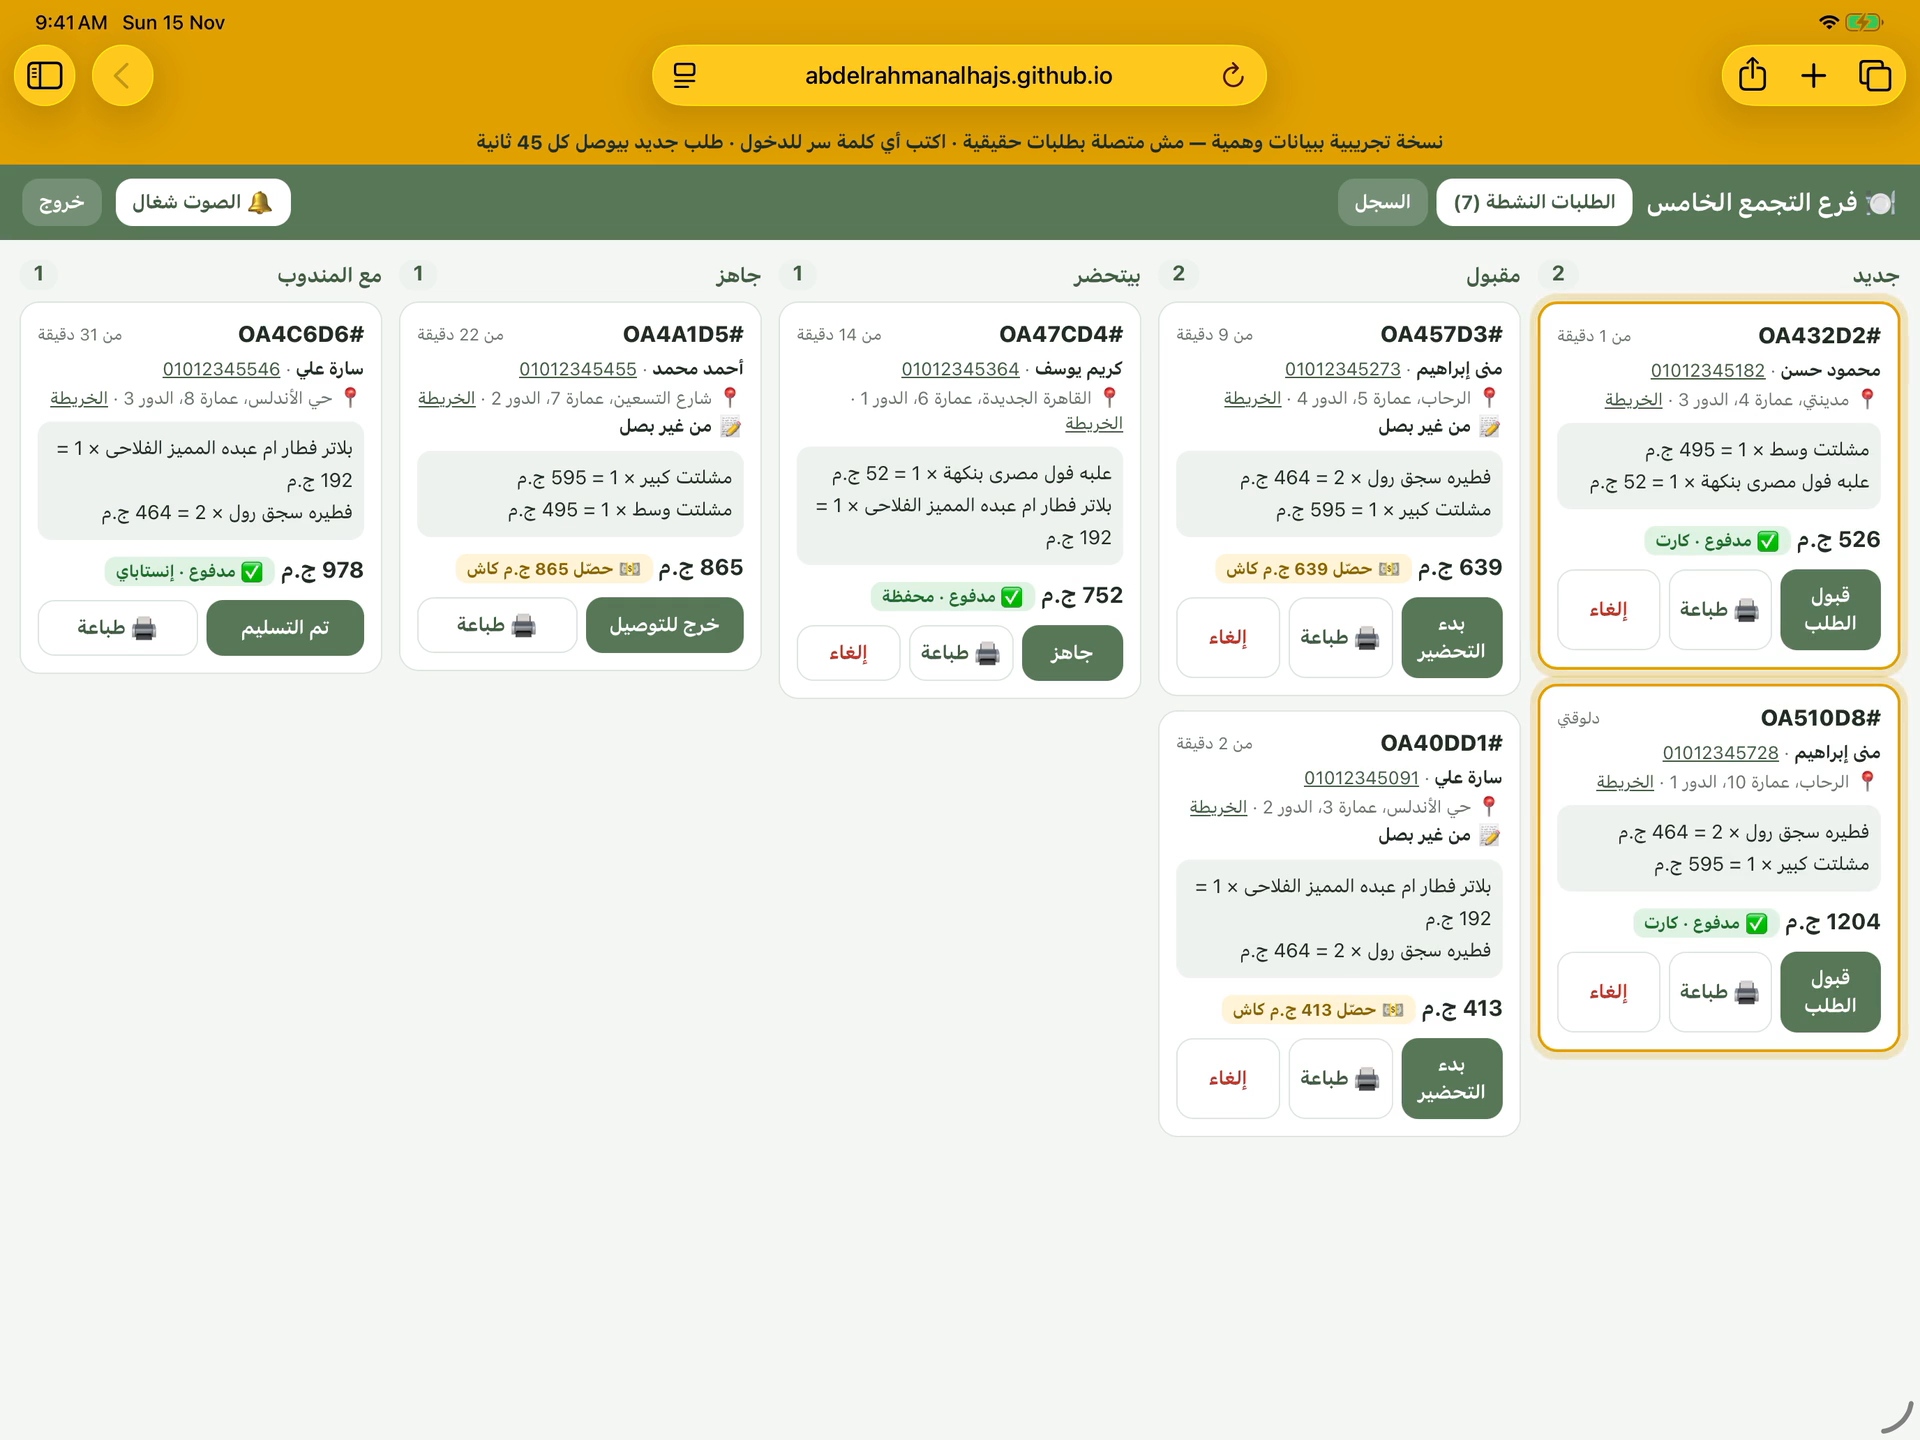 9:41 AM Sun 15 Nov
abdelrahmanalhajs.github.io
نسخة تجريبية ببيانات وهمية — مش متصلة بطلبات حقيقية · اكتب أي كلمة سر للدخول · طلب جديد بيوصل كل 45 ثانية
🍽️ فرع التجمع الخامس
الطلبات النشطة (7)
السجل
🔔 الصوت شغال
خروج
جديد 2
#OA432D2 من 1 دقيقة
محمود حسن · 01012345182
📍 مدينتي، عمارة 4، الدور 3 · الخريطة
مشلتت وسط × 1 = 495 ج.م
علبه فول مصرى بنكهة × 1 = 52 ج.م
526 ج.م ✅ مدفوع · كارت
قبول
الطلب
🖨️ طباعة
إلغاء
#OA510D8 دلوقتي
منى إبراهيم · 01012345728
📍 الرحاب، عمارة 10، الدور 1 · الخريطة
فطيره سجق رول × 2 = 464 ج.م
مشلتت كبير × 1 = 595 ج.م
1204 ج.م ✅ مدفوع · كارت
قبول
الطلب
🖨️ طباعة
إلغاء
مقبول 2
#OA457D3 من 9 دقيقة
منى إبراهيم · 01012345273
📍 الرحاب، عمارة 5، الدور 4 · الخريطة
📝 من غير بصل
فطيره سجق رول × 2 = 464 ج.م
مشلتت كبير × 1 = 595 ج.م
639 ج.م 💵 حصّل 639 ج.م كاش
بدء
التحضير
🖨️ طباعة
إلغاء
#OA40DD1 من 2 دقيقة
سارة علي · 01012345091
📍 حي الأندلس، عمارة 3، الدور 2 · الخريطة
📝 من غير بصل
بلاتر فطار ام عبده المميز الفلاحى × 1 =
192 ج.م
فطيره سجق رول × 2 = 464 ج.م
413 ج.م 💵 حصّل 413 ج.م كاش
بدء
التحضير
🖨️ طباعة
إلغاء
بيتحضر 1
#OA47CD4 من 14 دقيقة
كريم يوسف · 01012345364
📍 القاهرة الجديدة، عمارة 6، الدور 1 ·
الخريطة
علبه فول مصرى بنكهة × 1 = 52 ج.م
بلاتر فطار ام عبده المميز الفلاحى × 1 =
192 ج.م
752 ج.م ✅ مدفوع · محفظة
جاهز
🖨️ طباعة
إلغاء
جاهز 1
#OA4A1D5 من 22 دقيقة
أحمد محمد · 01012345455
📍 شارع التسعين، عمارة 7، الدور 2 · الخريطة
📝 من غير بصل
مشلتت كبير × 1 = 595 ج.م
مشلتت وسط × 1 = 495 ج.م
865 ج.م 💵 حصّل 865 ج.م كاش
خرج للتوصيل
🖨️ طباعة
مع المندوب 1
#OA4C6D6 من 31 دقيقة
سارة علي · 01012345546
📍 حي الأندلس، عمارة 8، الدور 3 · الخريطة
بلاتر فطار ام عبده المميز الفلاحى × 1 =
192 ج.م
فطيره سجق رول × 2 = 464 ج.م
978 ج.م ✅ مدفوع · إنستاباي
تم التسليم
🖨️ طباعة